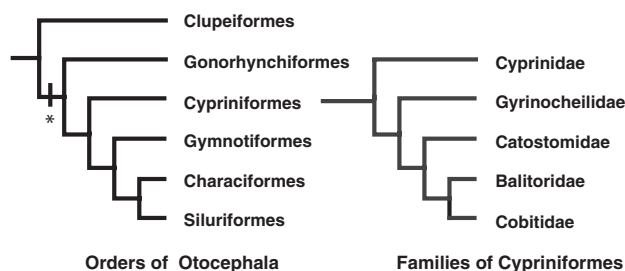 Clupeiformes
Gonorhynchiformes
Cypriniformes
Gymnotiformes
Characiformes
Siluriformes
*
Orders of Otocephala
Cyprinidae
Gyrinocheilidae
Catostomidae
Balitoridae
Cobitidae
Families of Cypriniformes